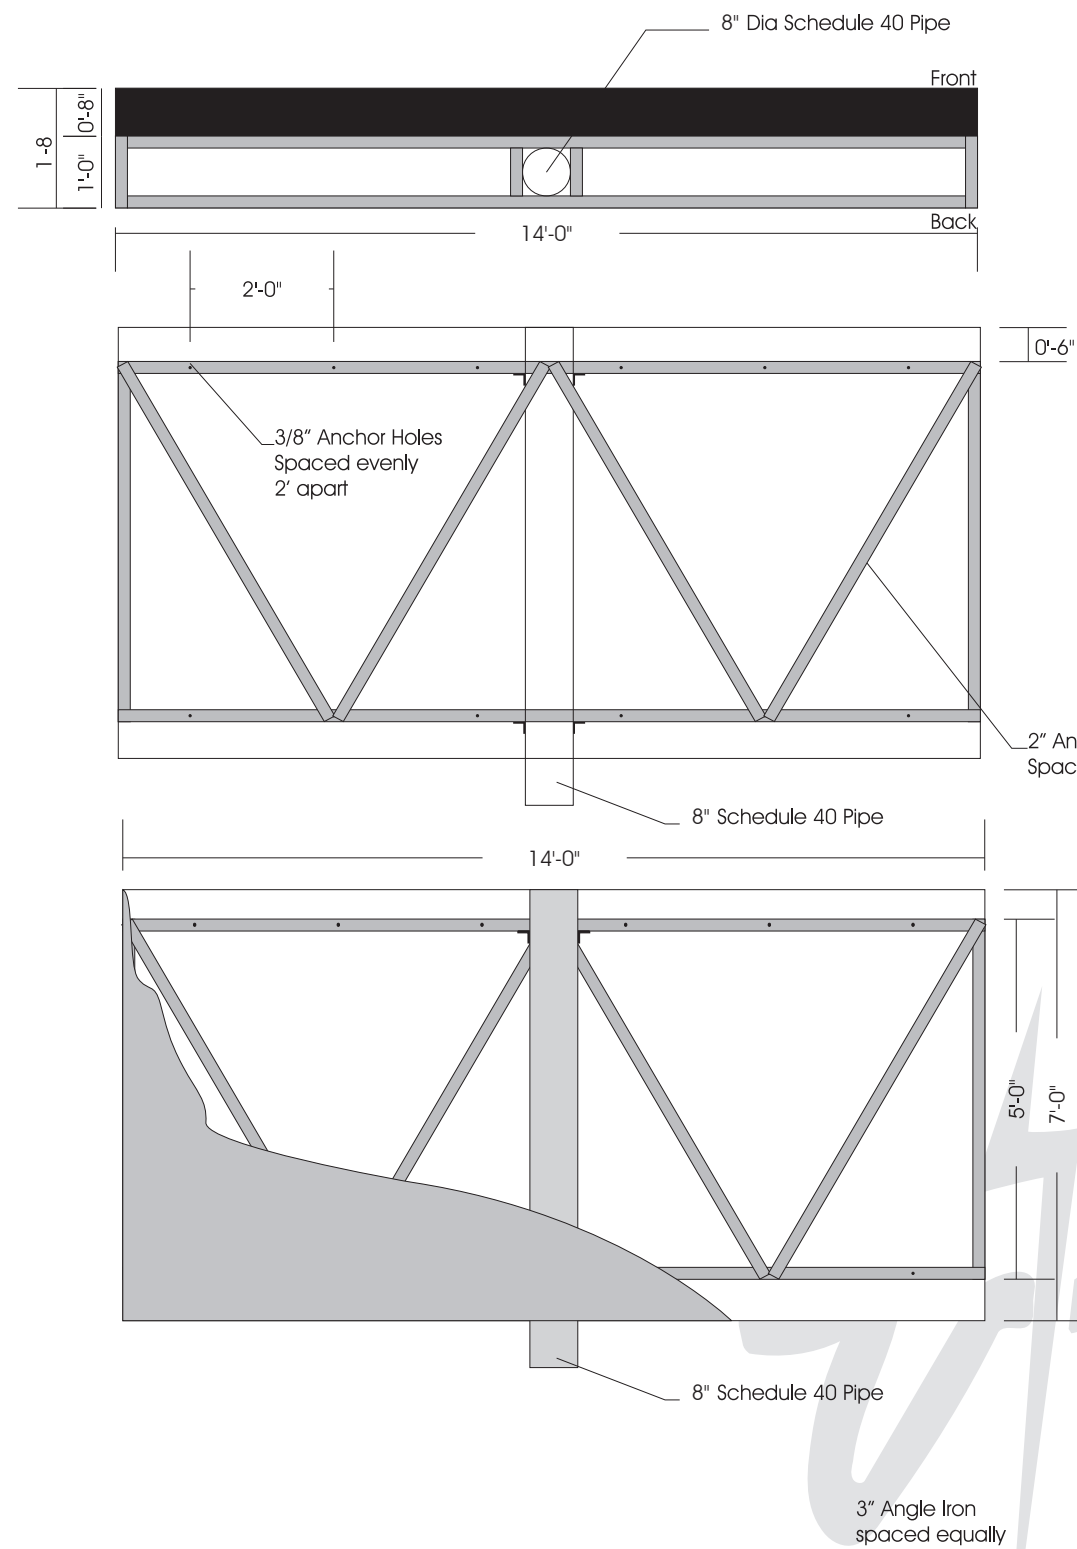 8" Dia Schedule 40 Pipe
Front
0'-8"
1-8
1'-0"
Back
14'-0"
2'-0"
0'-6"
3/8” Anchor Holes
Spaced evenly
2’ apart
2” An
Spac
8" Schedule 40 Pipe
14'-0"
5'-0"
7'-0"
8" Schedule 40 Pipe
3” Angle Iron
spaced equally